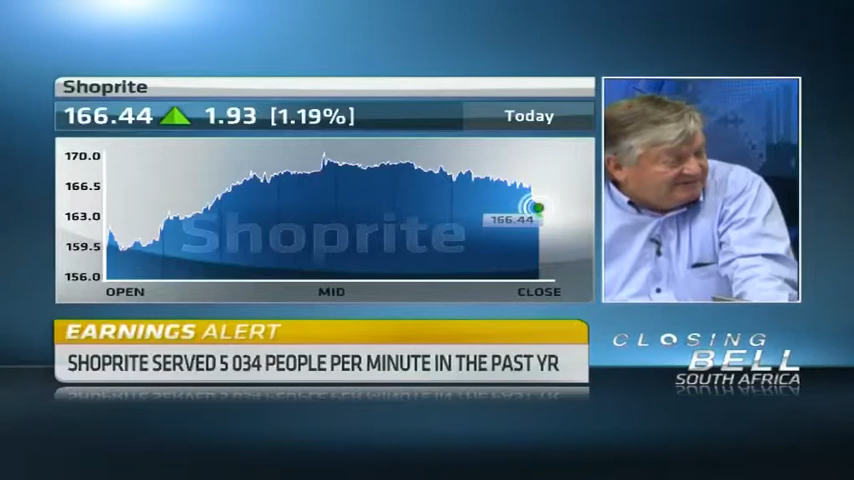 Shoprite
166.44 1.93 [1.19%] Today
170.0
166.5
163.0
159.5
156.0
Shoprite
166.44
OPEN MID CLOSE
EARNINGS ALERT
SHOPRITE SERVED 5 034 PEOPLE PER MINUTE IN THE PAST YR
CLOSING
BELL
SOUTH AFRICA